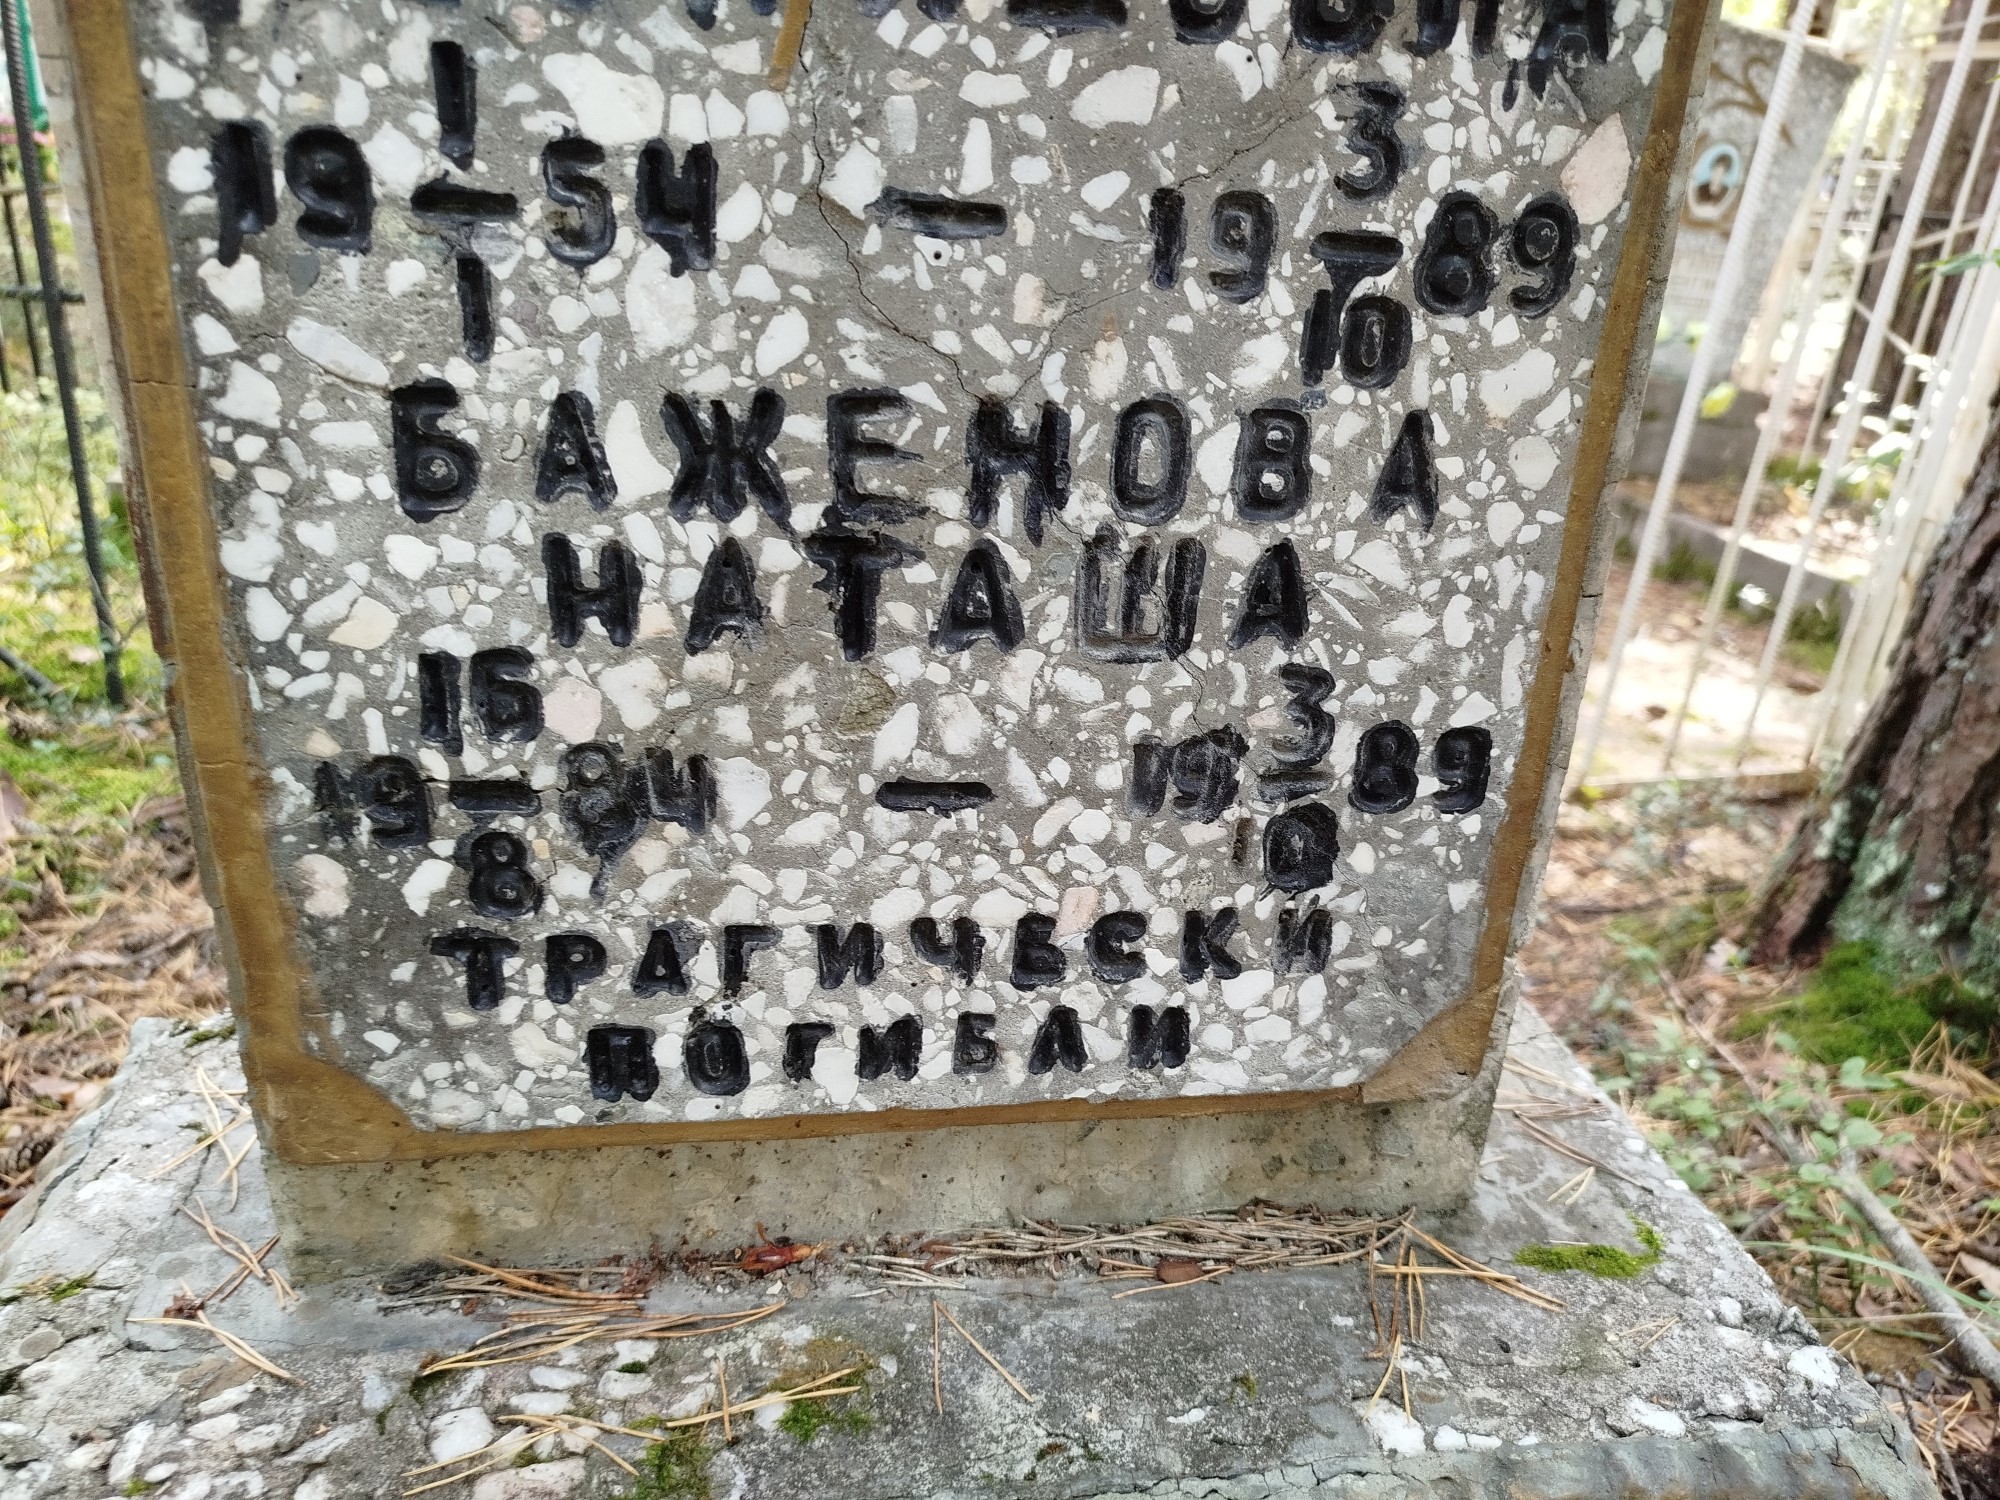 19 1/1 54 — 19 3/10 89
БАЖЕНОВА
НАТАША
19 16/8 84 — 19 3/10 89
ТРАГИЧЕСКИ
ПОГИБЛИ